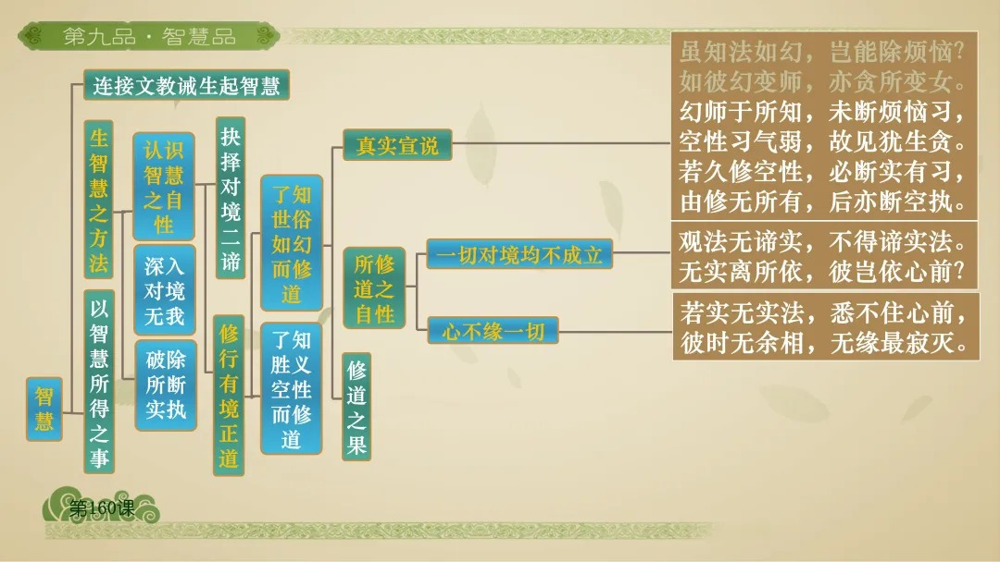 第九品·智慧品
连接文教诫生起智慧
生智慧之方法
以智慧所得之事
智慧
认识
智慧
之自
性
深入
对境
无我
破除
所断
实执
抉择对境二谛
修行有境正道
了知
世俗
如幻
而修
道
了知
胜义
空性
而修
道
真实宣说
所修
道之
自性
修道之果
一切对境均不成立
心不缘一切
虽知法如幻，岂能除烦恼？
如彼幻变师，亦贪所变女。
幻师于所知，未断烦恼习，
空性习气弱，故见犹生贪。
若久修空性，必断实有习，
由修无所有，后亦断空执。
观法无谛实，不得谛实法。
无实离所依，彼岂依心前？
若实无实法，悉不住心前，
彼时无余相，无缘最寂灭。
第160课